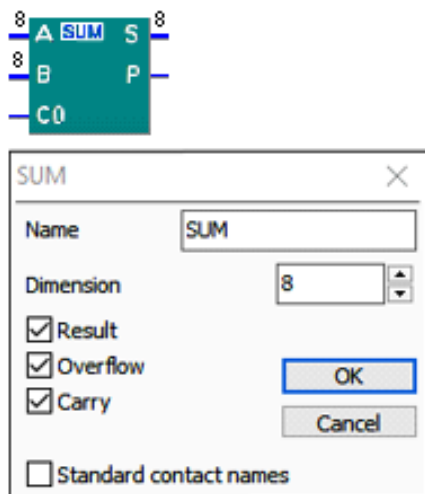 8 8
A SUM S
8
B P
C0
SUM
Name SUM
Dimension 8
Result
Overflow
OK
Carry
Cancel
Standard contact names